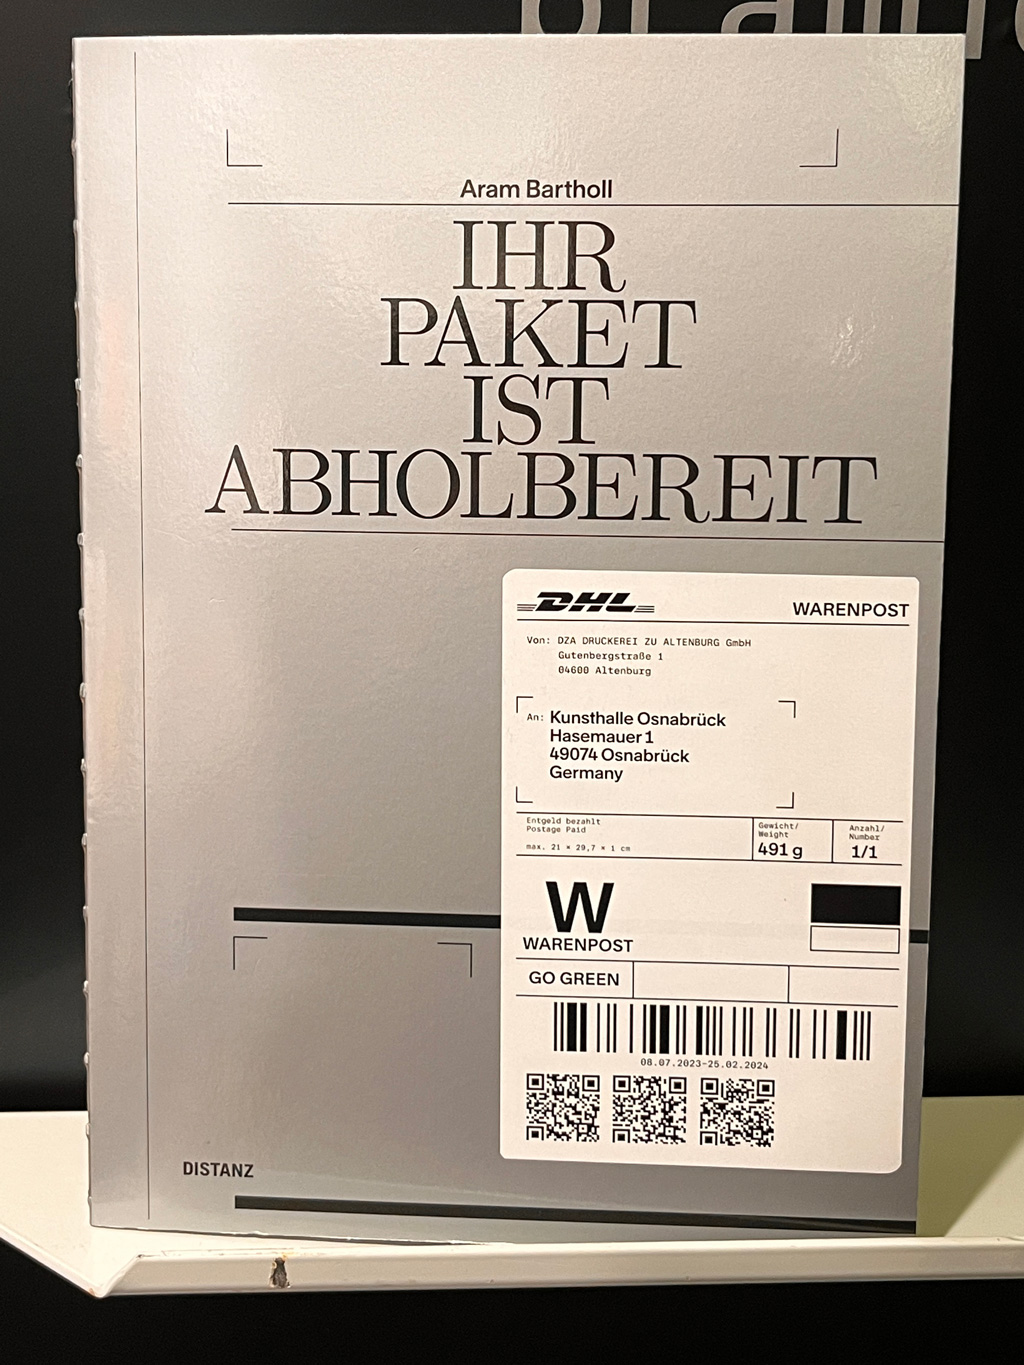 Aram Bartholl
IHR
PAKET
IST
ABHOLBEREIT
DHL WARENPOST
Von: DZA DRUCKEREI ZU ALTENBURG GmbH
Gutenbergstraße 1
04600 Altenburg
An: Kunsthalle Osnabrück
Hasemauer 1
49074 Osnabrück
Germany
Entgeld bezahlt
Postage Paid
max. 21 × 29,7 × 1 cm
Gewicht/
Weight
491 g
Anzahl/
Number
1/1
W
WARENPOST
GO GREEN
08.07.2023–25.02.2024
DISTANZ